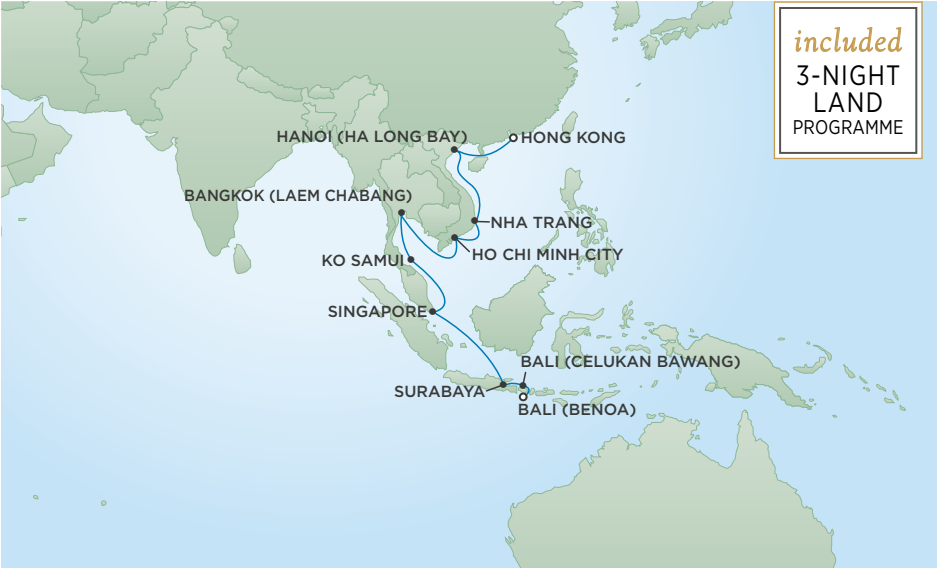 included
3-NIGHT
LAND
PROGRAMME
HANOI (HA LONG BAY)
HONG KONG
BANGKOK (LAEM CHABANG)
NHA TRANG
HO CHI MINH CITY
KO SAMUI
SINGAPORE
BALI (CELUKAN BAWANG)
SURABAYA
BALI (BENOA)